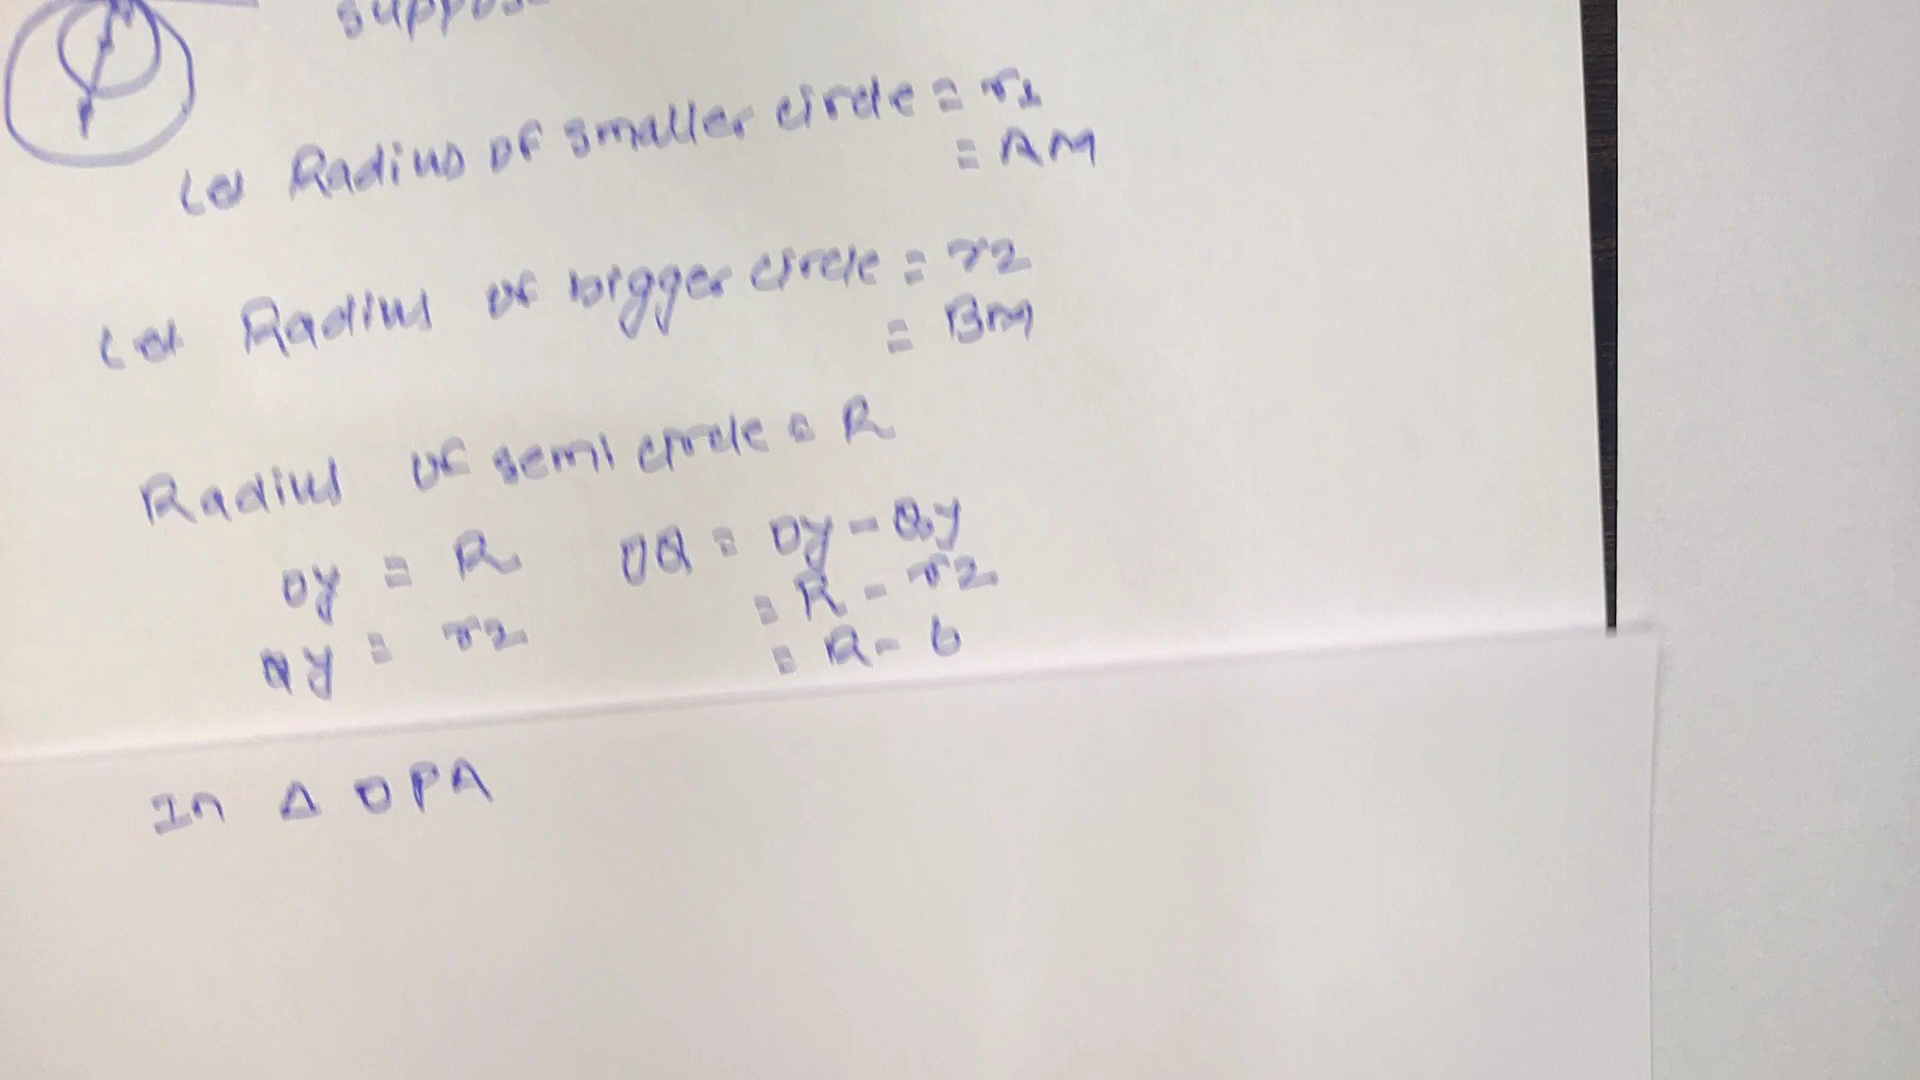 suppos
Let Radius of smaller circle = r1
= AM
Let Radius of bigger circle = r2
= BM
Radius of semi circle = R
OY = R OQ = OY - QY
= R - r2
QY = r2 = R - 6
In Δ OPA